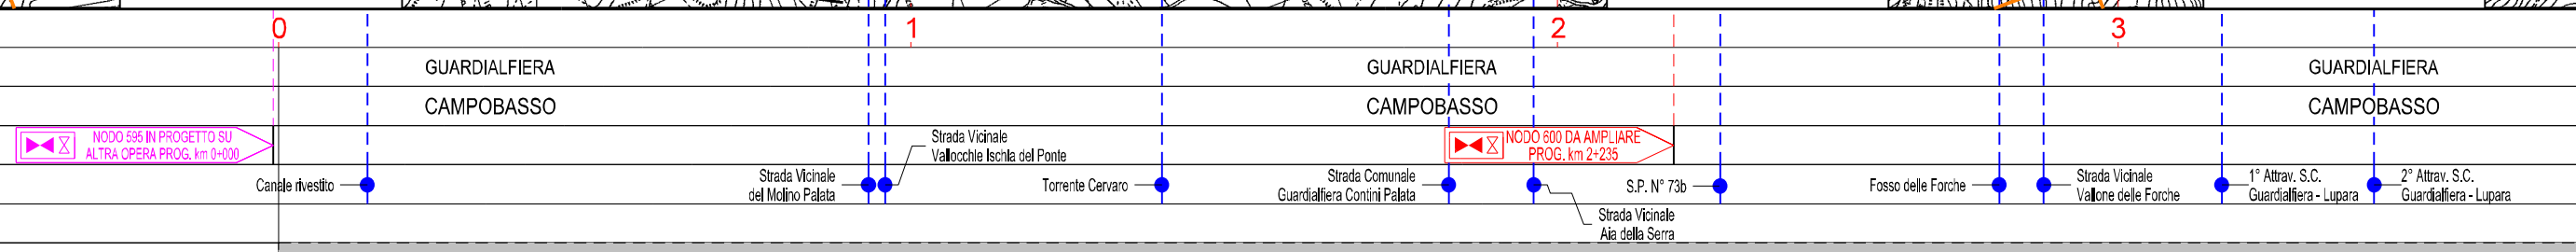 0 1 2 3
GUARDIALFIERA GUARDIALFIERA GUARDIALFIERA
CAMPOBASSO CAMPOBASSO CAMPOBASSO
NODO 595 IN PROGETTO SU
ALTRA OPERA PROG. km 0+000
NODO 600 DA AMPLIARE
PROG. km 2+235
Canale rivestito
Strada Vicinale
del Molino Palata
Strada Vicinale
Vallocchie Ischia del Ponte
Torrente Cervaro
Strada Comunale
Guardialfiera Contini Palata
Strada Vicinale
Aia della Serra
S.P. N° 73b
Fosso delle Forche
Strada Vicinale
Vallone delle Forche
1° Attrav. S.C.
Guardialfiera - Lupara
2° Attrav. S.C.
Guardialfiera - Lupara